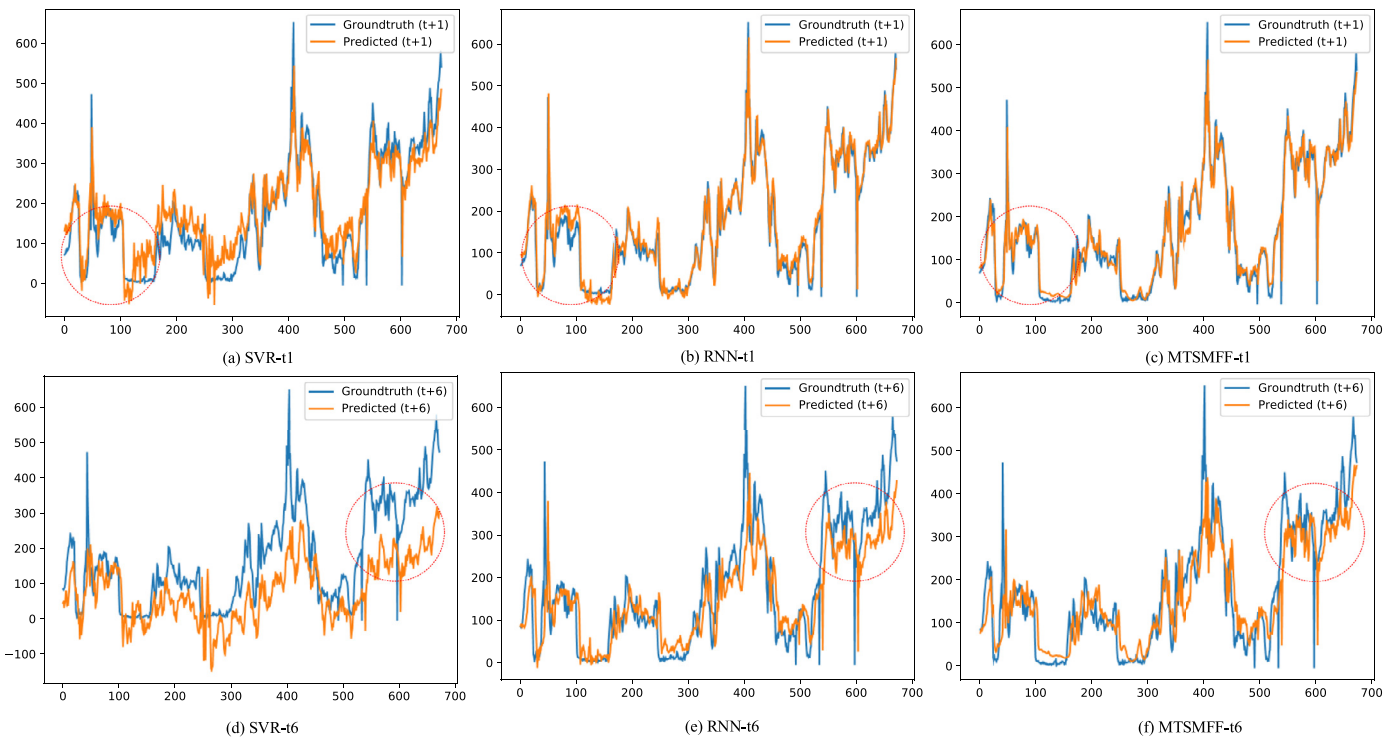 Groundtruth (t+1)
Predicted (t+1)
600
500
400
300
200
100
0
0 100 200 300 400 500 600 700
(a) SVR-t1
Groundtruth (t+1)
Predicted (t+1)
600
500
400
300
200
100
0
0 100 200 300 400 500 600 700
(b) RNN-t1
Groundtruth (t+1)
Predicted (t+1)
600
500
400
300
200
100
0
0 100 200 300 400 500 600 700
(c) MTSMFF-t1
Groundtruth (t+6)
Predicted (t+6)
600
500
400
300
200
100
0
−100
0 100 200 300 400 500 600 700
(d) SVR-t6
Groundtruth (t+6)
Predicted (t+6)
600
500
400
300
200
100
0
0 100 200 300 400 500 600 700
(e) RNN-t6
Groundtruth (t+6)
Predicted (t+6)
600
500
400
300
200
100
0
0 100 200 300 400 500 600 700
(f) MTSMFF-t6